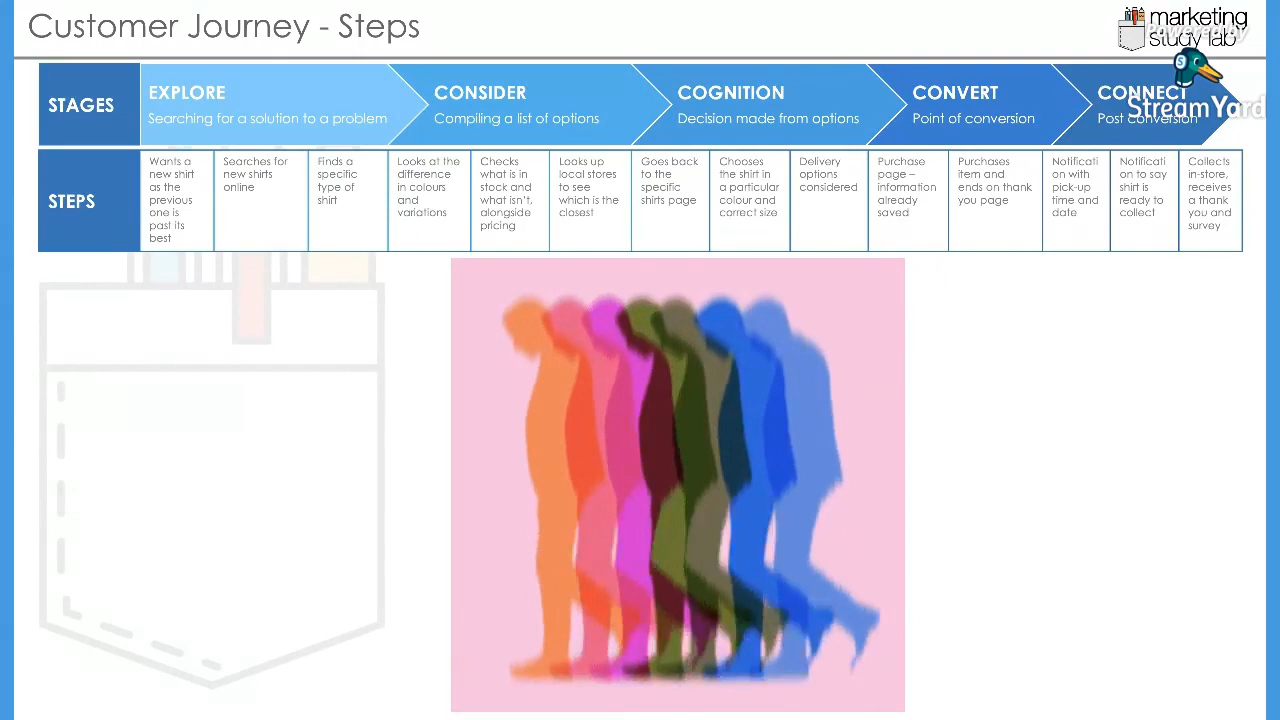 Customer Journey - Steps
marketing
study lab
Powered by
StreamYard
STAGES
EXPLORE
Searching for a solution to a problem
CONSIDER
Compiling a list of options
COGNITION
Decision made from options
CONVERT
Point of conversion
CONNECT
Post Conversion
STEPS
Wants a
new shirt
as the
previous
one is
past its
best
Searches for
new shirts
online
Finds a
specific
type of
shirt
Looks at the
difference
in colours
and
variations
Checks
what is in
stock and
what isn't,
alongside
pricing
Looks up
local stores
to see
which is the
closest
Goes back
to the
specific
shirts page
Chooses
the shirt in
a particular
colour and
correct size
Delivery
options
considered
Purchase
page –
information
already
saved
Purchases
item and
ends on thank
you page
Notificati
on with
pick-up
time and
date
Notificati
on to say
shirt is
ready to
collect
Collects
in-store,
receives
a thank
you and
survey